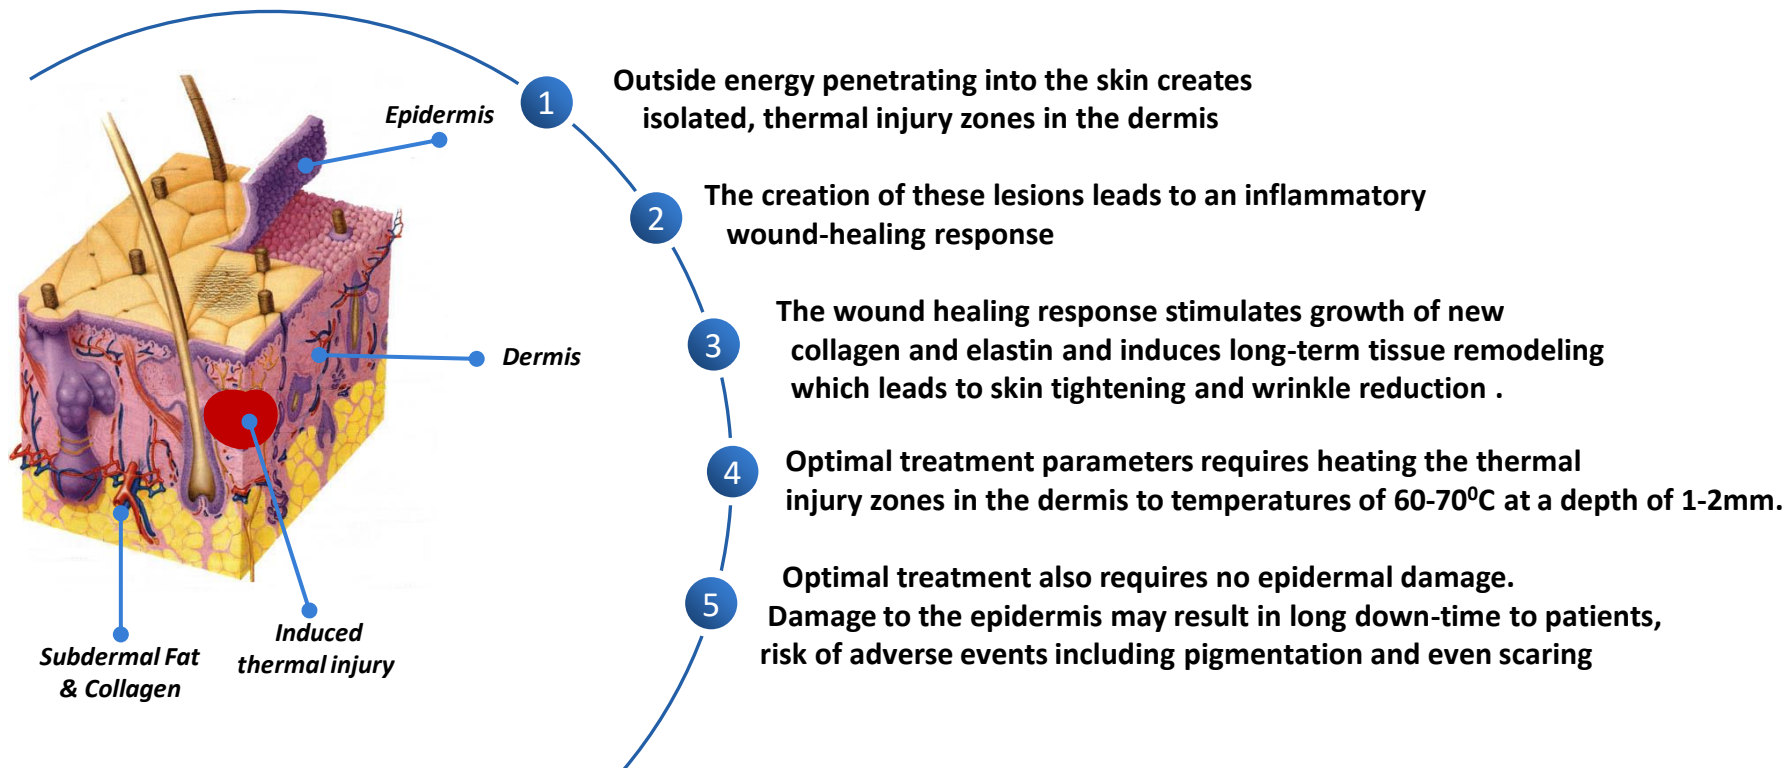 Epidermis
Dermis
Induced
thermal injury
Subdermal Fat
& Collagen
1
Outside energy penetrating into the skin creates
isolated, thermal injury zones in the dermis
2
The creation of these lesions leads to an inflammatory
wound-healing response
3
The wound healing response stimulates growth of new
collagen and elastin and induces long-term tissue remodeling
which leads to skin tightening and wrinkle reduction .
4
Optimal treatment parameters requires heating the thermal
injury zones in the dermis to temperatures of 60-70⁰C at a depth of 1-2mm.
5
Optimal treatment also requires no epidermal damage.
Damage to the epidermis may result in long down-time to patients,
risk of adverse events including pigmentation and even scaring